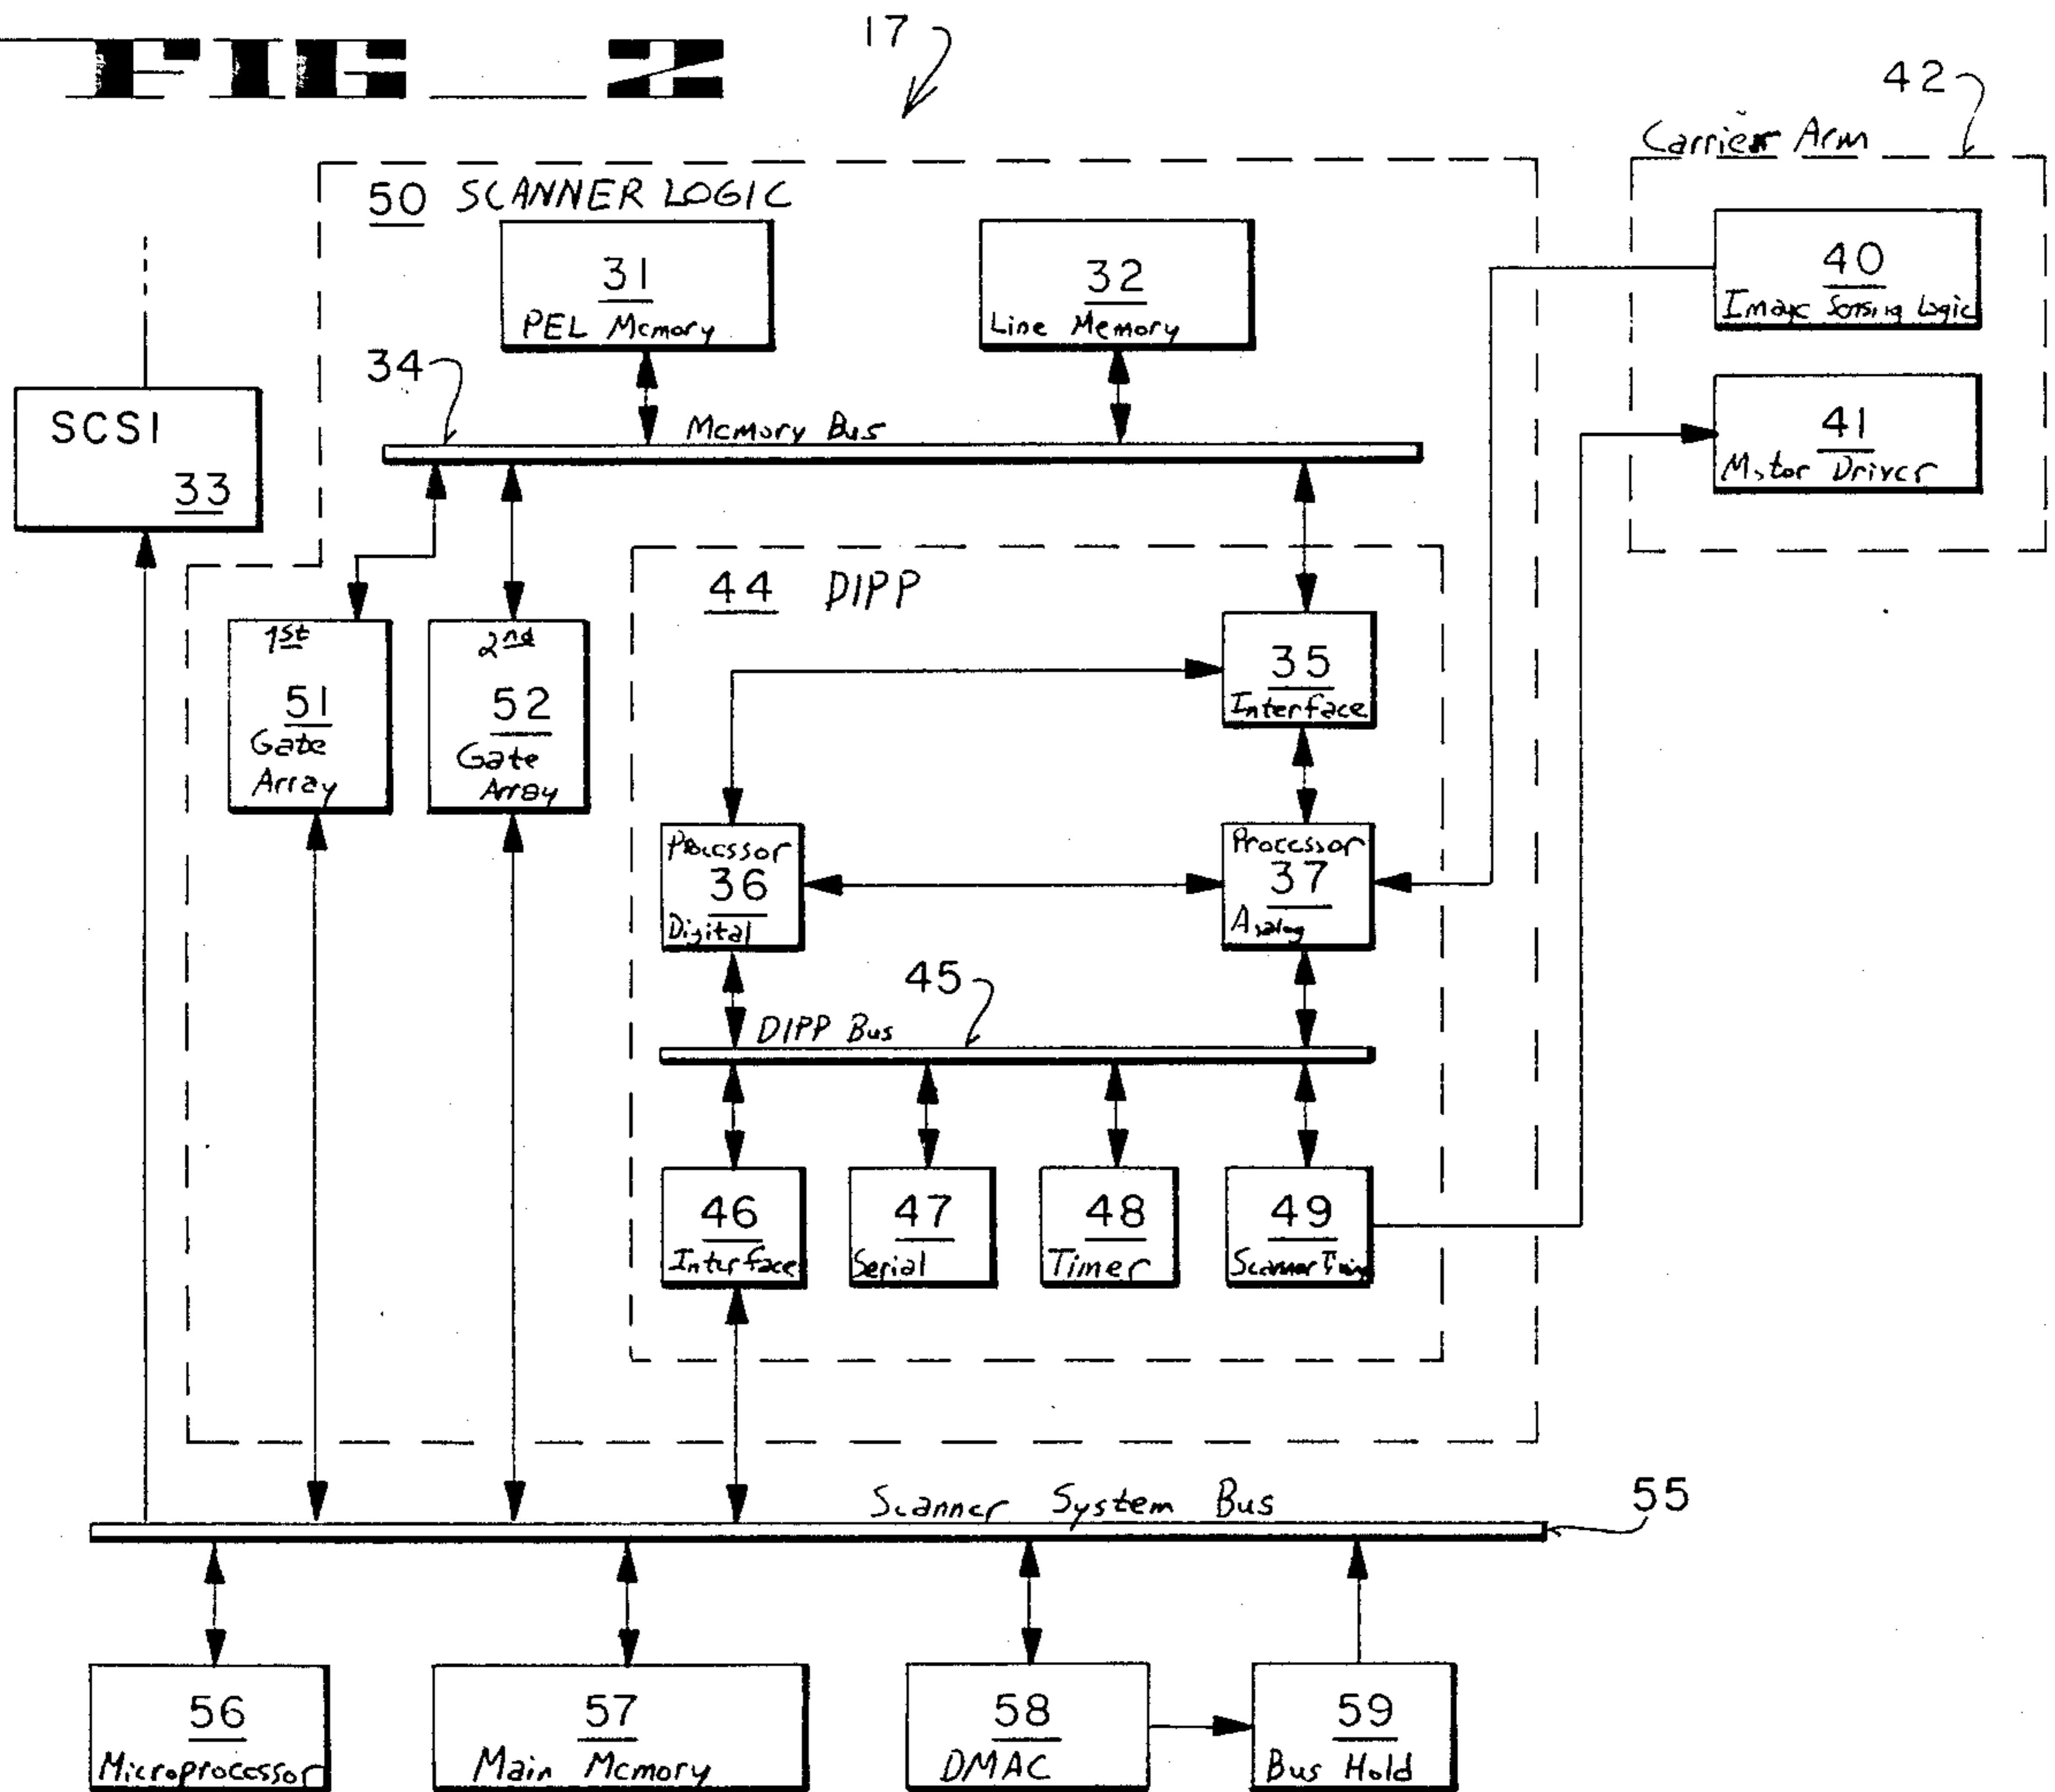 FIG__2
17
42
Carrier Arm
50 SCANNER LOGIC
31
PEL Memory
32
Line Memory
40
Image Sensing Logic
34
Memory Bus
41
Motor Driver
SCSI
33
44 DIPP
1st
51
Gate
Array
2nd
52
Gate
Array
35
Interface
Processor
36
Digital
Processor
37
Analog
45
DIPP Bus
46
Interface
47
Serial
48
Timer
49
Scanner Timing
Scanner System Bus
55
56
Microprocessor
57
Main Memory
58
DMAC
59
Bus Hold